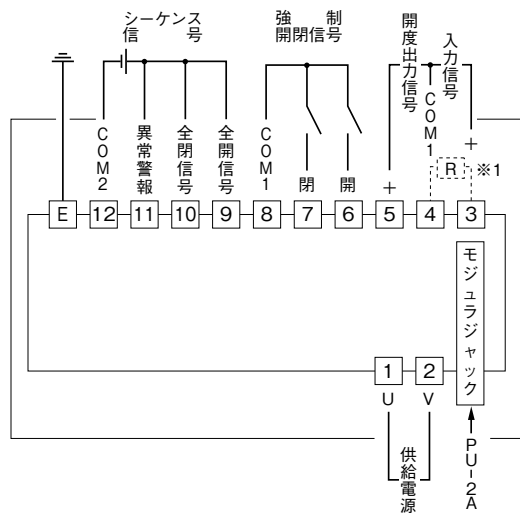 シーケンス
信号
強制
開閉信号
開度出力信号
入力信号
COM2
異常警報
全閉信号
全開信号
COM1
閉
開
+
COM1
+
R
※1
E
12
11
10
9
8
7
6
5
4
3
モジュラジャック
1
2
U
V
供給電源
PU-2A